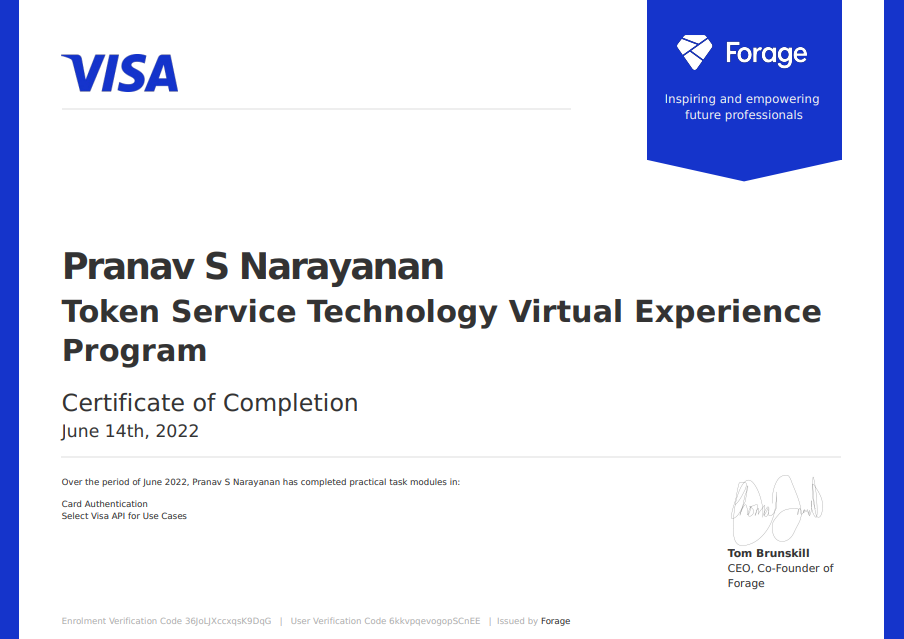 VISA
Forage
Inspiring and empowering
future professionals
Pranav S Narayanan
Token Service Technology Virtual Experience
Program
Certificate of Completion
June 14th, 2022
Over the period of June 2022, Pranav S Narayanan has completed practical task modules in:
Card Authentication
Select Visa API for Use Cases
Tom Brunskill
CEO, Co-Founder of
Forage
Enrolment Verification Code 36JoLJXccxqsK9DqG | User Verification Code 6kkvpqevogopSCnEE | Issued by Forage